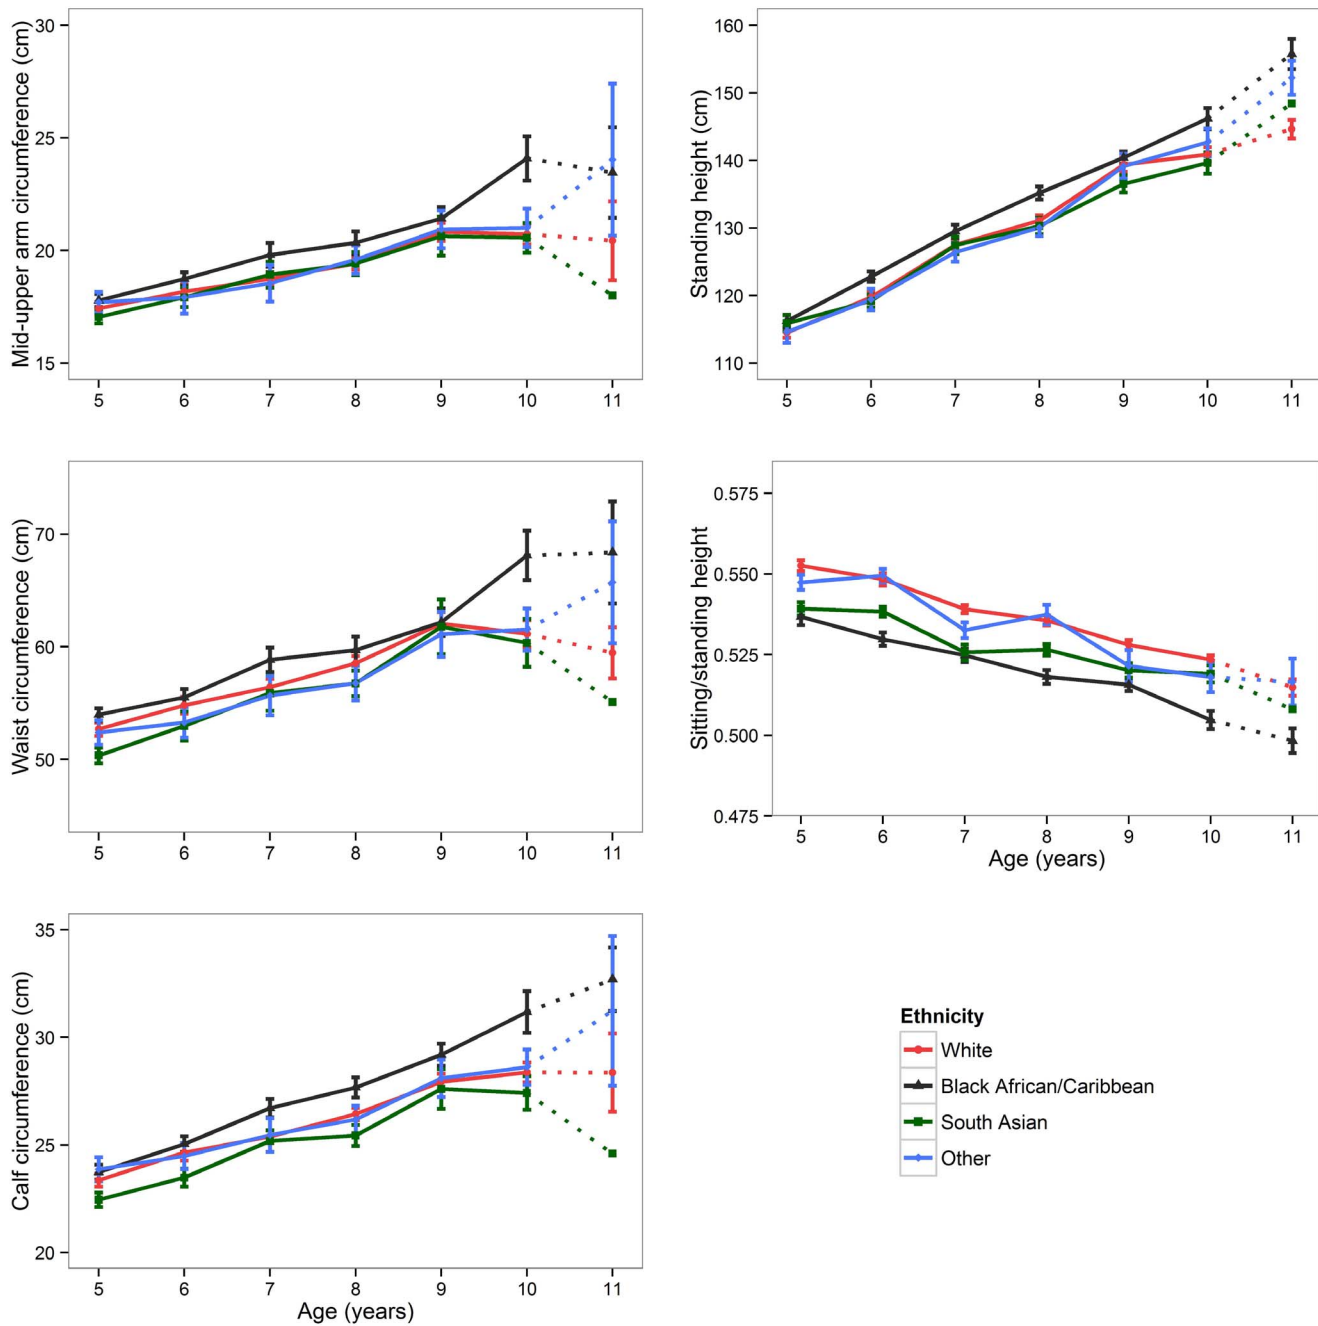 Mid-upper arm circumference (cm)
30
25
20
15
5 6 7 8 9 10 11
Standing height (cm)
160
150
140
130
120
110
5 6 7 8 9 10 11
Waist circumference (cm)
70
60
50
5 6 7 8 9 10 11
Sitting/standing height
0.575
0.550
0.525
0.500
0.475
5 6 7 8 9 10 11
Age (years)
Calf circumference (cm)
35
30
25
20
5 6 7 8 9 10 11
Age (years)
Ethnicity
White
Black African/Caribbean
South Asian
Other